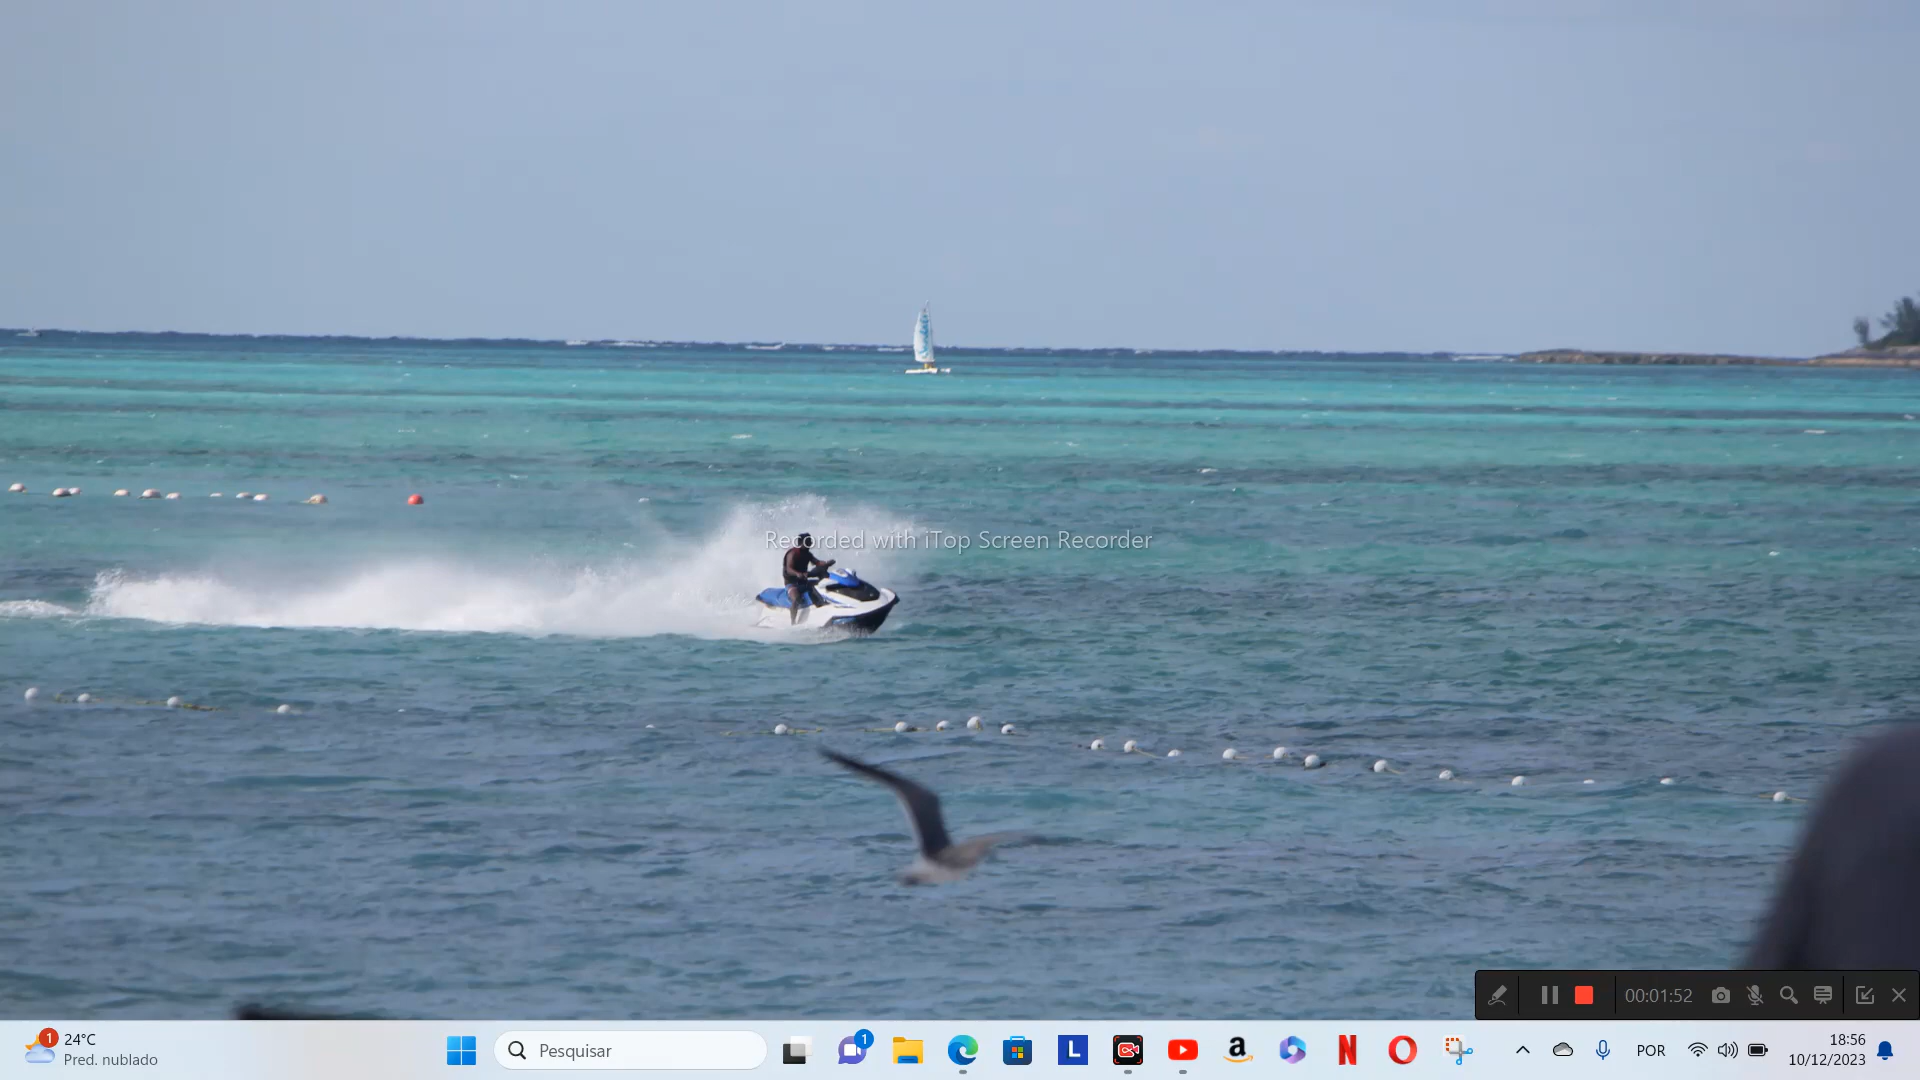 Recorded with iTop Screen Recorder
00:01:52
1
24°C
Pred. nublado
Pesquisar
1
L
a
N
POR
18:56
10/12/2023